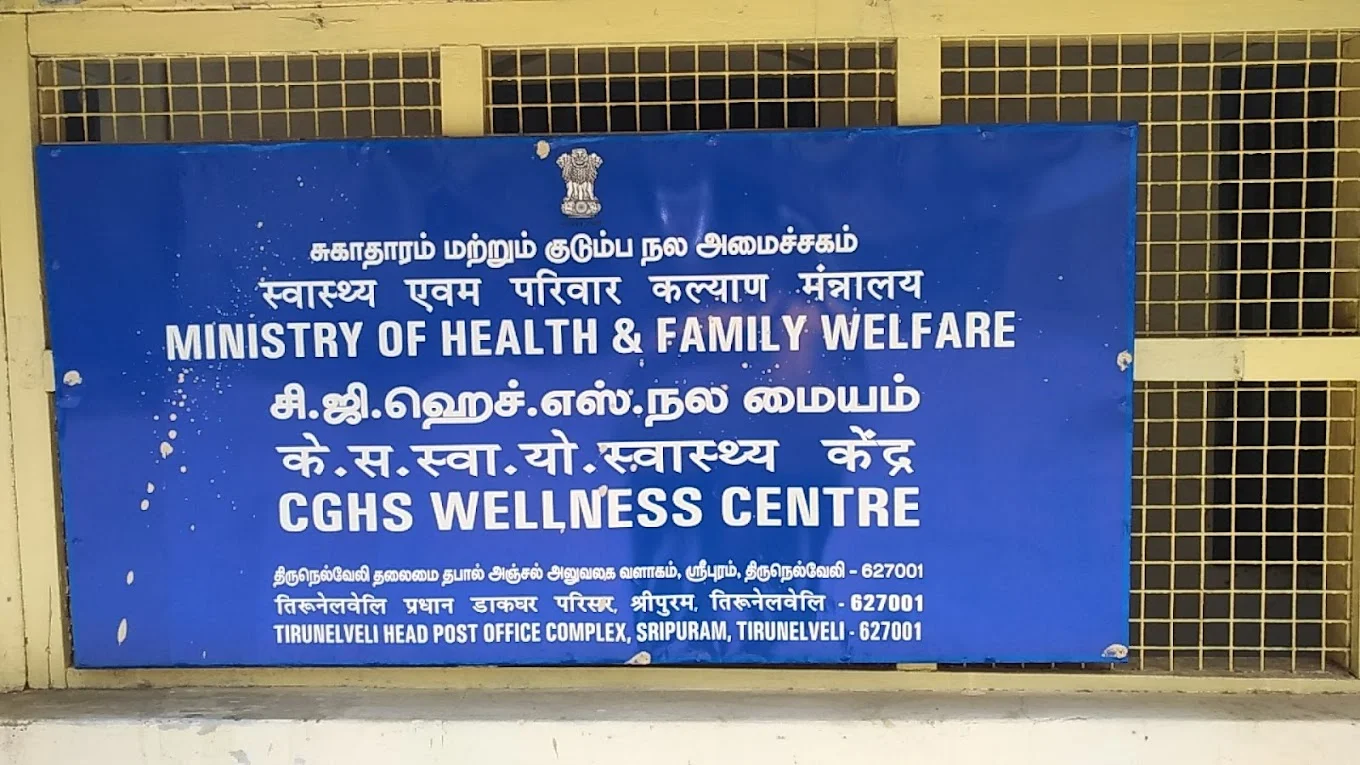 சுகாதாரம் மற்றும் குடும்ப நல அமைச்சகம்
स्वास्थ्य एवम परिवार कल्याण मंत्रालय
MINISTRY OF HEALTH & FAMILY WELFARE
சி.ஜி.ஹெச்.எஸ்.நல மையம்
के.स.स्वा.यो.स्वास्थ्य केंद्र
CGHS WELLNESS CENTRE
திருநெல்வேலி தலைமை தபால் அஞ்சல் அலுவலக வளாகம், ஸ்ரீபுரம், திருநெல்வேலி - 627001
तिरूनेलवेलि प्रधान डाकघर परिसर, श्रीपुरम, तिरूनेलवेलि - 627001
TIRUNELVELI HEAD POST OFFICE COMPLEX, SRIPURAM, TIRUNELVELI - 627001